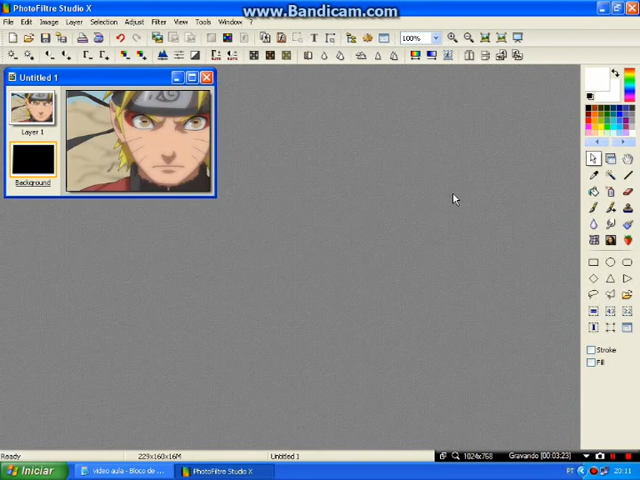 PhotoFiltre Studio X
www.Bandicam.com
File Edit Image Layer Selection Adjust Filter View Tools Window ?
100%
Untitled 1
Layer 1
Background
Stroke
Fill
Ready 229x160x16M Untitled 1 1024x768 Gravando [00:03:23]
Iniciar video aula - Bloco de ... PhotoFiltre Studio X PT 20:11